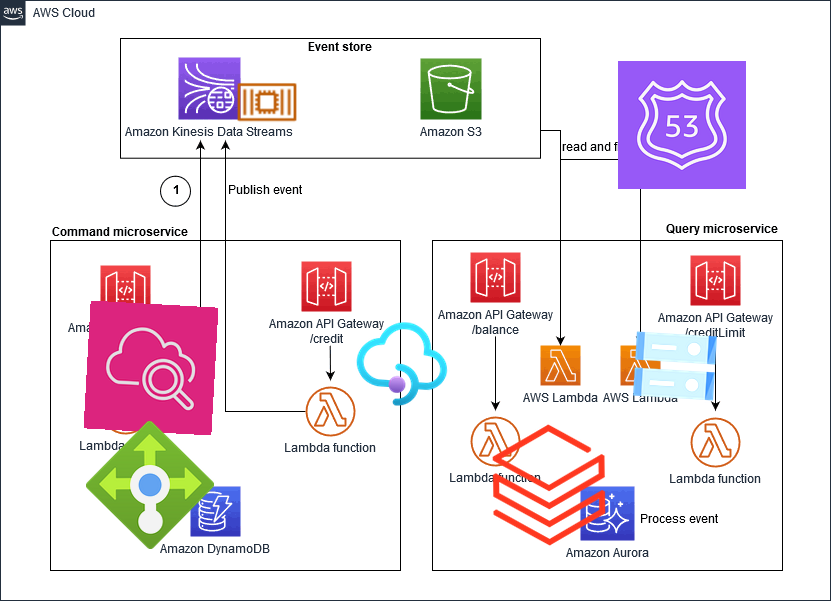 aws
AWS Cloud
Event store
Amazon Kinesis Data Streams
Amazon S3
53
read and
1
Publish event
Command microservice
Query microservice
Amazon API Gateway
/credit
Lambda function
Lambda
Amazon DynamoDB
Amazon API Gateway
/balance
Amazon API Gateway
/creditLimit
AWS Lambda
AWS Lambda
Lambda function
Lambda function
Process event
Amazon Aurora